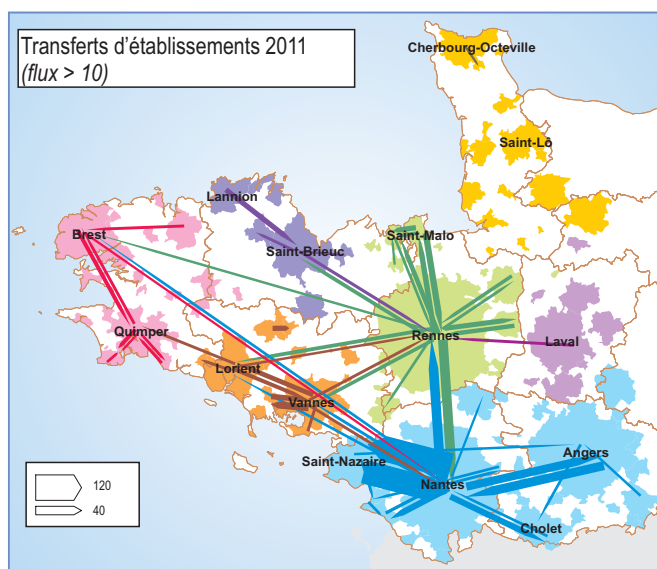 Transferts d'établissements 2011
(flux > 10)
Cherbourg-Octeville
Saint-Lô
Lannion
Brest
Saint-Malo
Saint-Brieuc
Quimper
Rennes
Laval
Lorient
Vannes
Saint-Nazaire
Angers
Nantes
Cholet
120
40